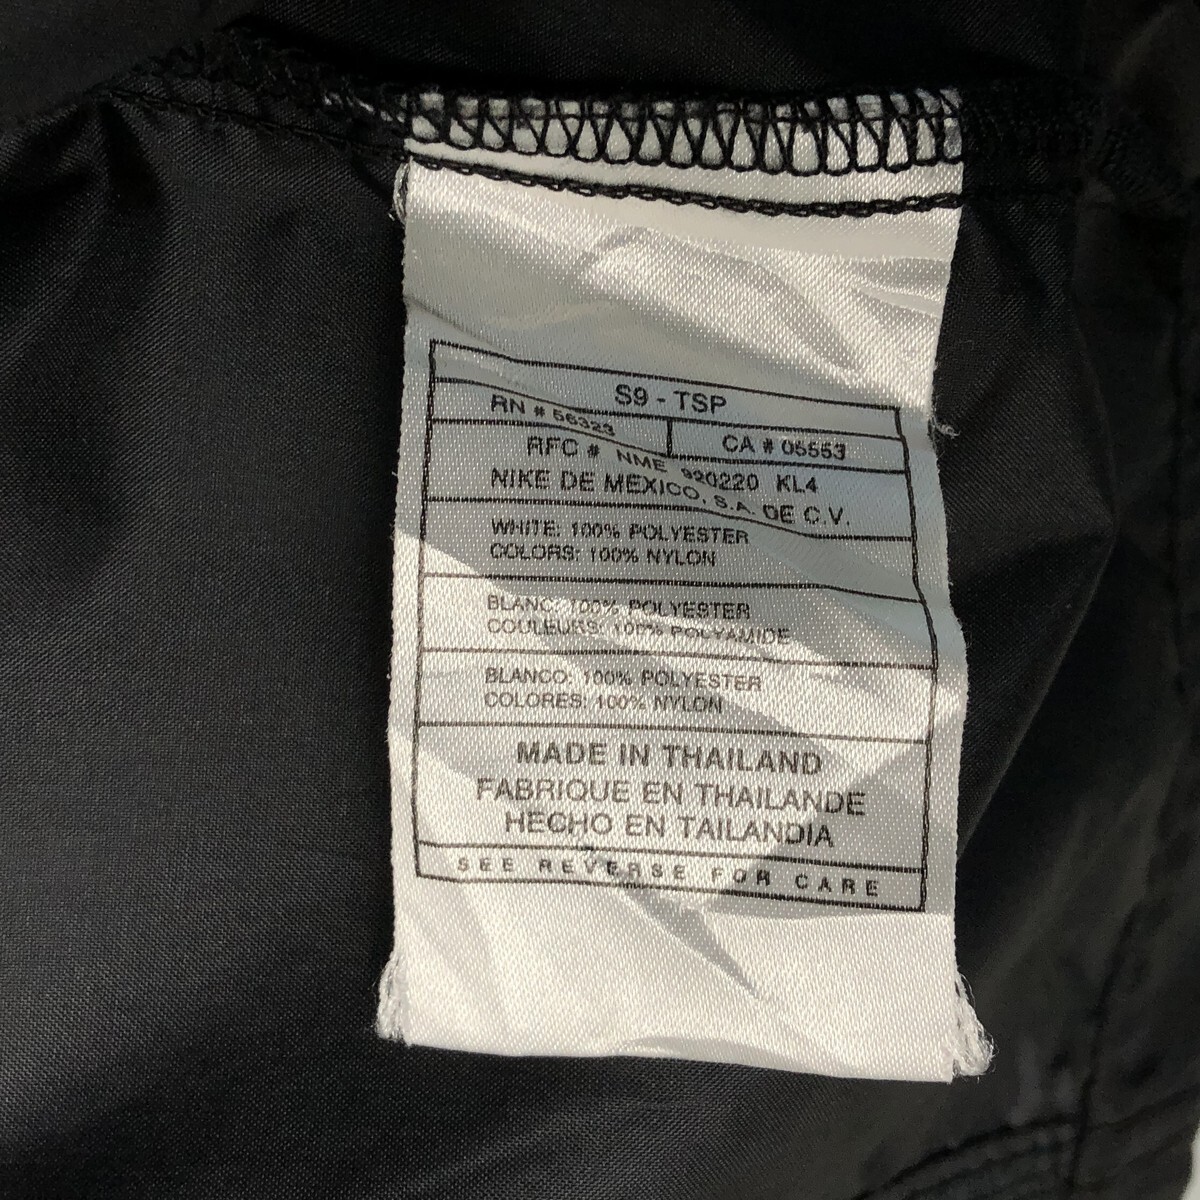 S9 - TSP
RN # 56323 CA # 05553
RFC # NME 920220 KL4
NIKE DE MEXICO, S.A. DE C.V.
WHITE: 100% POLYESTER
COLORS: 100% NYLON
BLANC: 100% POLYESTER
COULEURS: 100% POLYAMIDE
BLANCO: 100% POLYESTER
COLORES: 100% NYLON
MADE IN THAILAND
FABRIQUE EN THAILANDE
HECHO EN TAILANDIA
SEE REVERSE FOR CARE